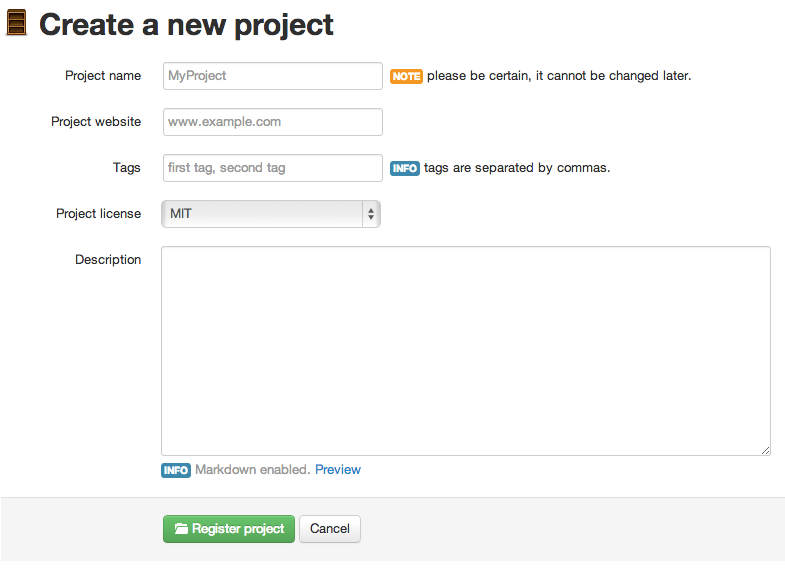 Create a new project
Project name MyProject NOTE please be certain, it cannot be changed later.
Project website www.example.com
Tags first tag, second tag INFO tags are separated by commas.
Project license MIT
Description
INFO Markdown enabled. Preview
Register project Cancel